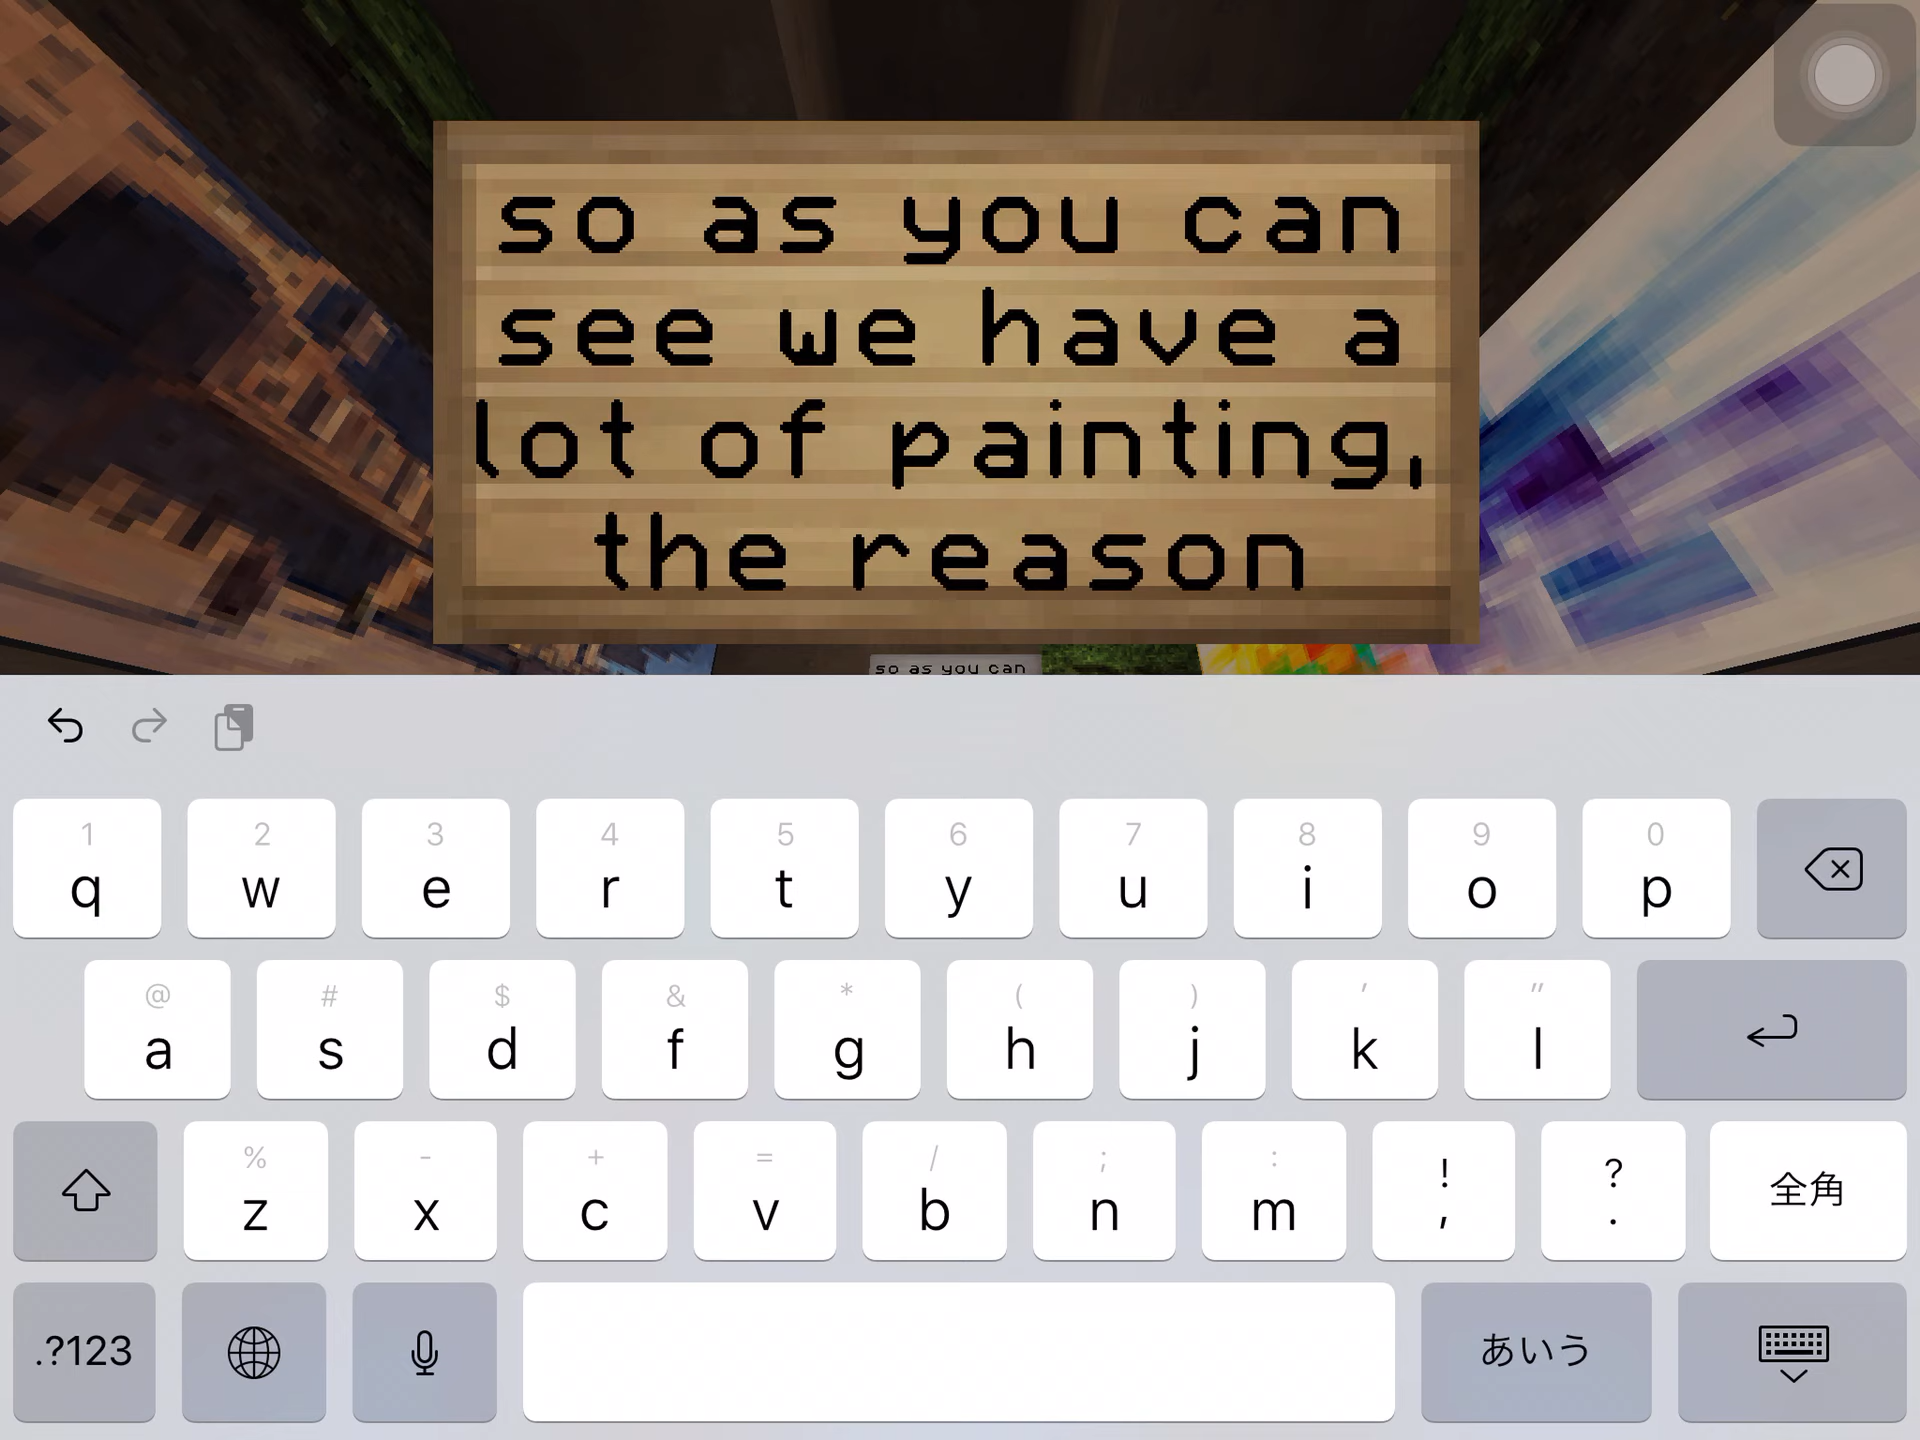 so as you can
see we have a
lot of painting,
the reason
so as you can
1 2 3 4 5 6 7 8 9 0
q w e r t y u i o p
@ # $ & * ( ) ' "
a s d f g h j k l
% - + = / ; : ! ?
z x c v b n m , . 全角
.?123 あいう